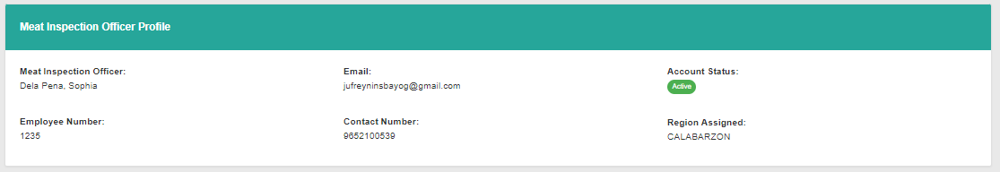 Meat Inspection Officer Profile
Meat Inspection Officer:
Dela Pena, Sophia
Email:
jufreyninsbayog@gmail.com
Account Status:
Active
Employee Number:
1235
Contact Number:
9652100539
Region Assigned:
CALABARZON